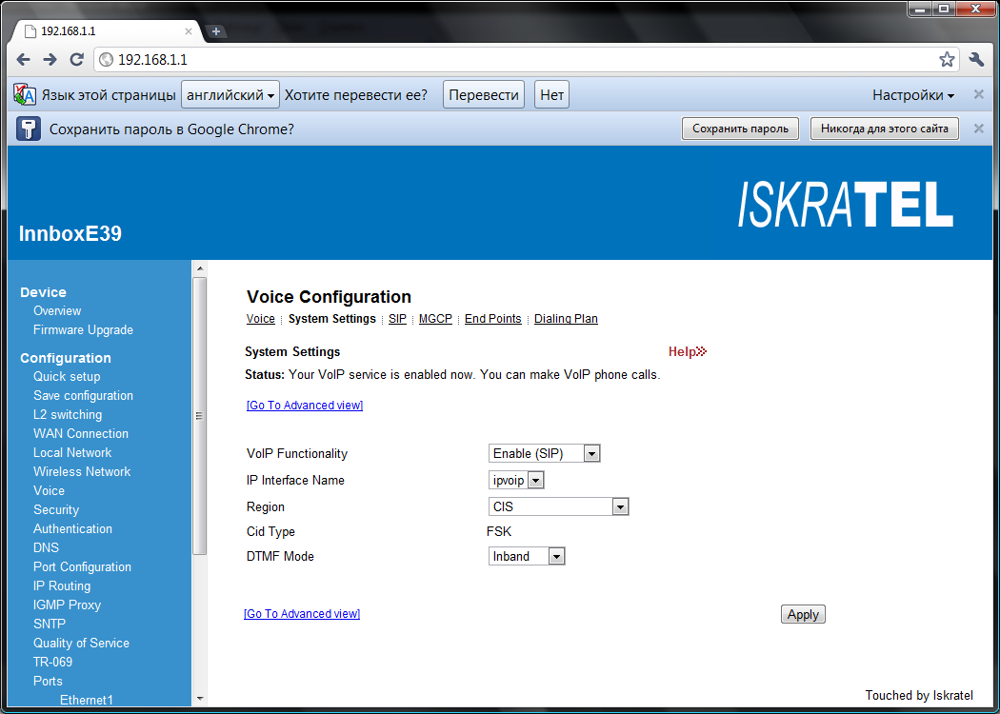 192.168.1.1
192.168.1.1
Язык этой страницы английский Хотите перевести ее? Перевести Нет Настройки
Сохранить пароль в Google Chrome? Сохранить пароль Никогда для этого сайта
ISKRATEL
InnboxE39
Device
Overview
Firmware Upgrade
Configuration
Quick setup
Save configuration
L2 switching
WAN Connection
Local Network
Wireless Network
Voice
Security
Authentication
DNS
Port Configuration
IP Routing
IGMP Proxy
SNTP
Quality of Service
TR-069
Ports
Ethernet1
Voice Configuration
Voice System Settings SIP MGCP End Points Dialing Plan
System Settings Help
Status: Your VoIP service is enabled now. You can make VoIP phone calls.
[Go To Advanced view]
VoIP Functionality Enable (SIP)
IP Interface Name ipvoip
Region CIS
Cid Type FSK
DTMF Mode Inband
[Go To Advanced view] Apply
Touched by Iskratel